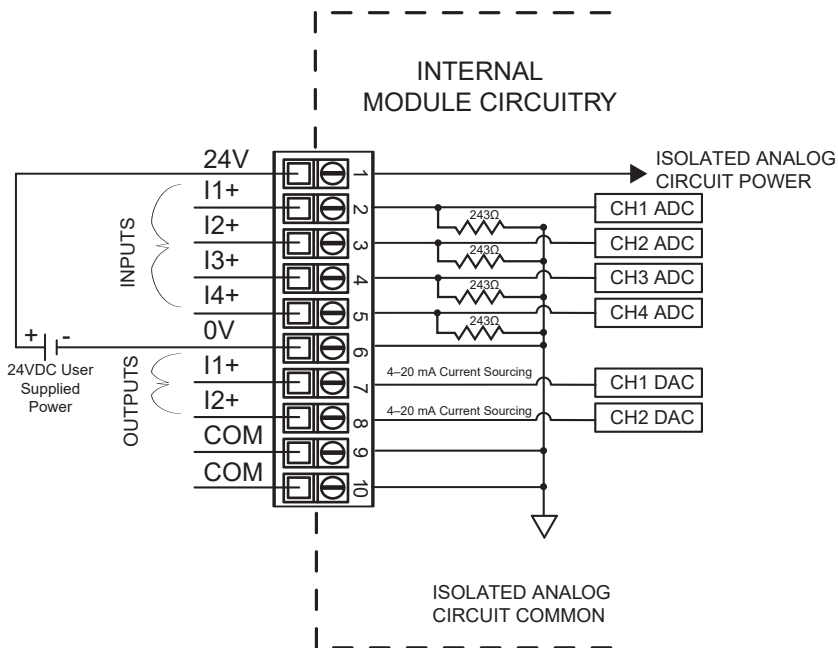 INTERNAL
MODULE CIRCUITRY
24V
I1+
I2+
I3+
I4+
0V
I1+
I2+
COM
COM
INPUTS
OUTPUTS
+ -
24VDC User
Supplied
Power
1
2
3
4
5
6
7
8
9
10
ISOLATED ANALOG
CIRCUIT POWER
243Ω
243Ω
243Ω
243Ω
CH1 ADC
CH2 ADC
CH3 ADC
CH4 ADC
4–20 mA Current Sourcing
CH1 DAC
4–20 mA Current Sourcing
CH2 DAC
ISOLATED ANALOG
CIRCUIT COMMON